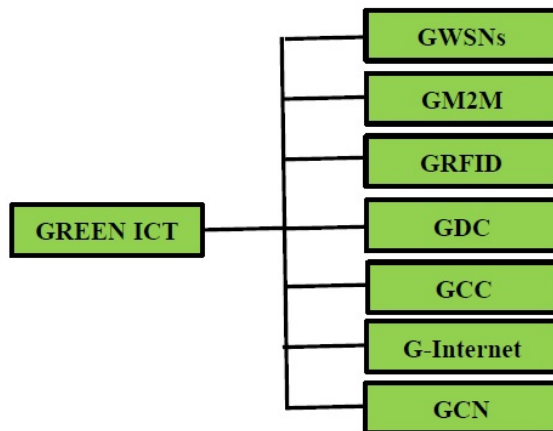 GWSNs
GM2M
GRFID
GREEN ICT
GDC
GCC
G-Internet
GCN